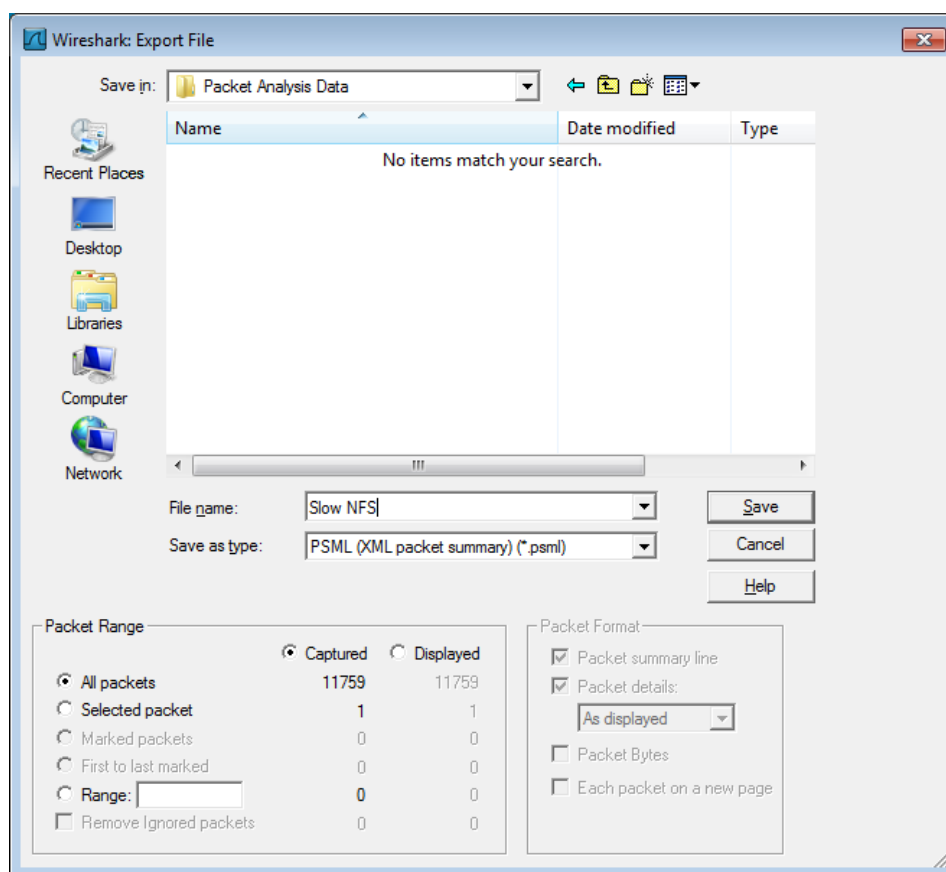 Wireshark: Export File
Save in: Packet Analysis Data
Name Date modified Type
No items match your search.
Recent Places
Desktop
Libraries
Computer
Network
File name: Slow NFS Save
Save as type: PSML (XML packet summary) (*.psml) Cancel
Help
Packet Range
Captured Displayed
All packets 11759 11759
Selected packet 1 1
Marked packets 0 0
First to last marked 0 0
Range: 0 0
Remove Ignored packets 0 0
Packet Format
Packet summary line
Packet details:
As displayed
Packet Bytes
Each packet on a new page